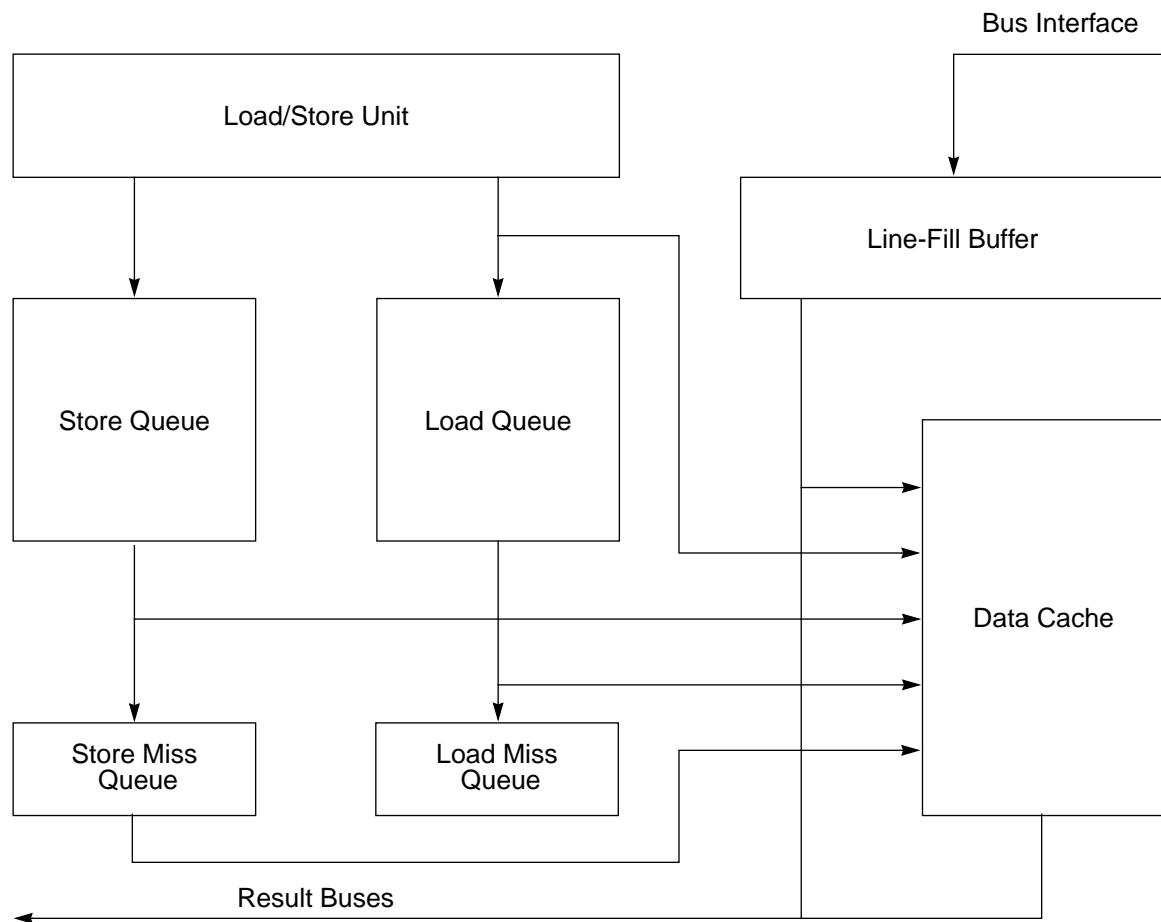 Bus Interface
Load/Store Unit
Line-Fill Buffer
Store Queue
Load Queue
Data Cache
Store Miss
Queue
Load Miss
Queue
Result Buses